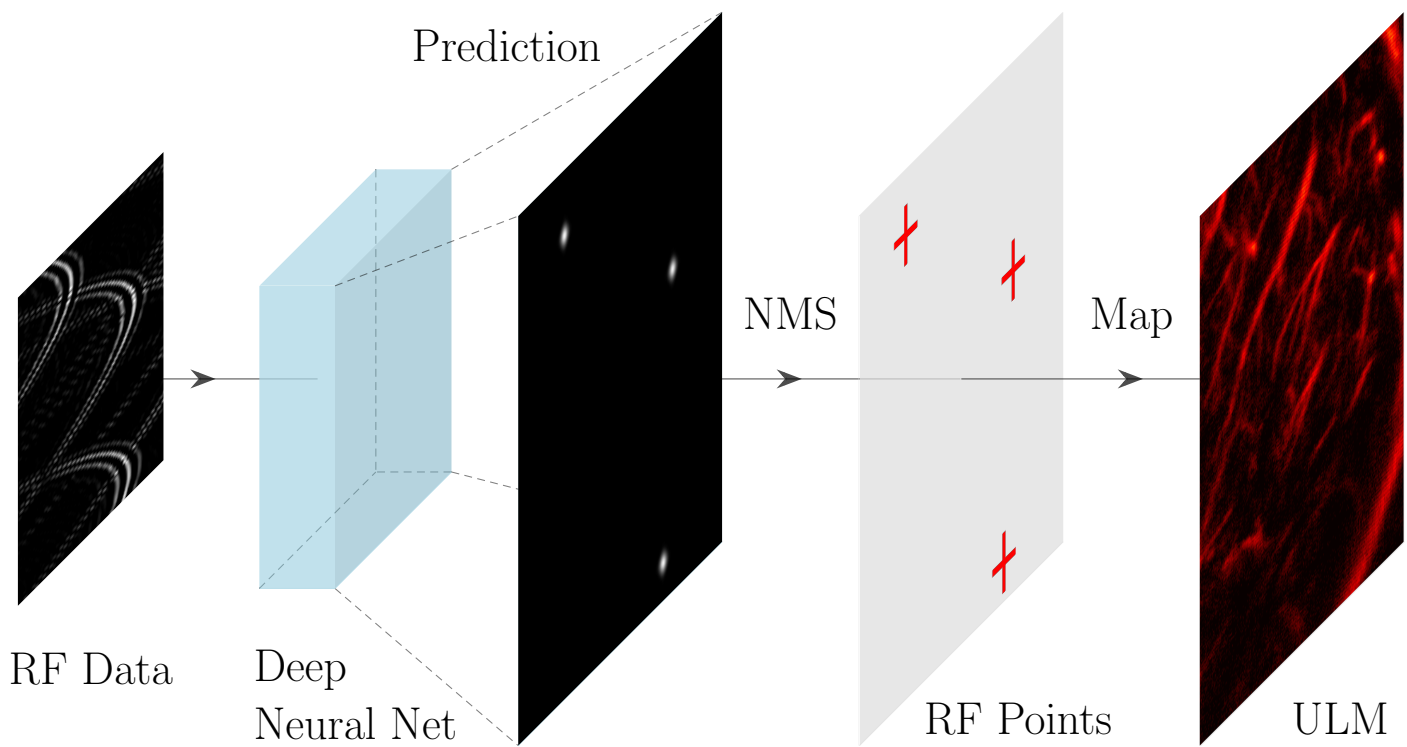 Prediction
NMS
Map
RF Data
Deep
Neural Net
RF Points
ULM